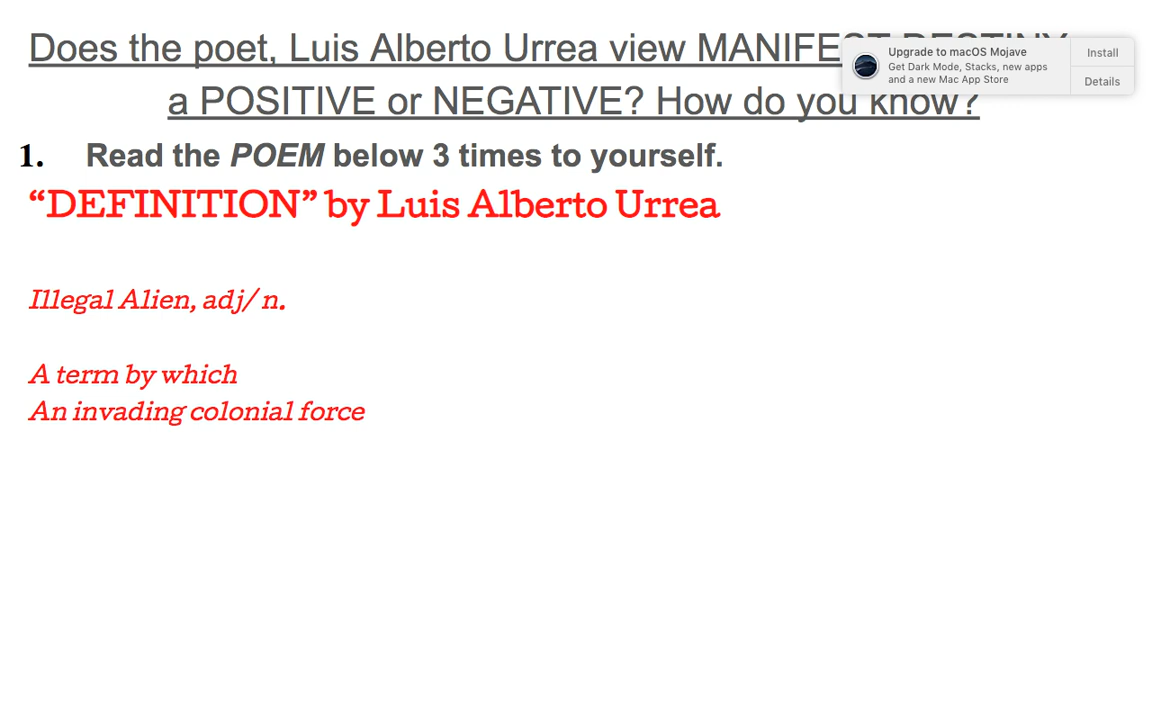 Does the poet, Luis Alberto Urrea view
a POSITIVE or NEGATIVE? How do you know?
Upgrade to macOS Mojave
Get Dark Mode, Stacks, new apps
and a new Mac App Store
Install
Details
1. Read the POEM below 3 times to yourself.
“DEFINITION” by Luis Alberto Urrea
Illegal Alien, adj/ n.
A term by which
An invading colonial force